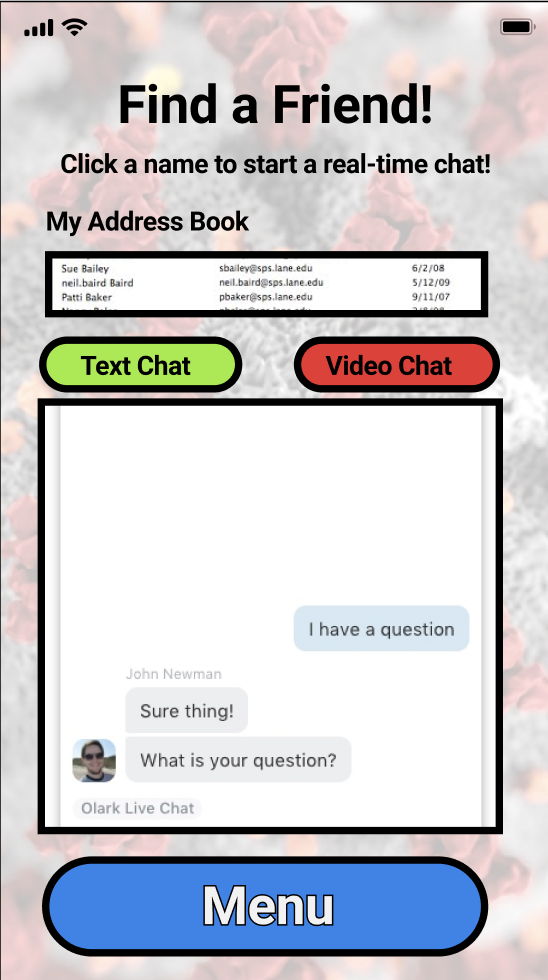 Find a Friend!
Click a name to start a real-time chat!
My Address Book
Sue Bailey sbailey@sps.lane.edu 6/2/08
neil.baird Baird neil.baird@sps.lane.edu 5/12/09
Patti Baker pbaker@sps.lane.edu 9/11/07
Text Chat Video Chat
I have a question
John Newman
Sure thing!
What is your question?
Olark Live Chat
Menu